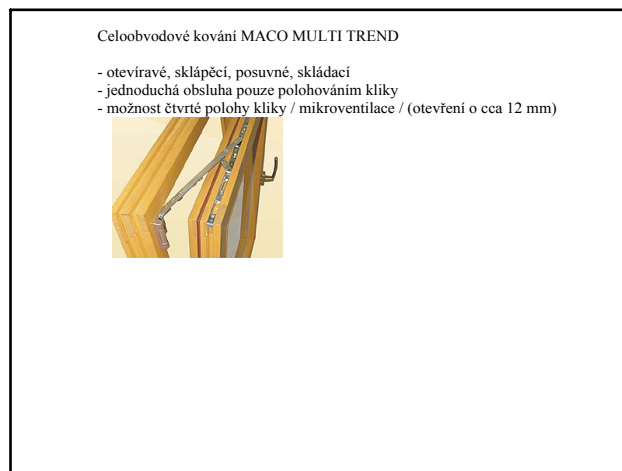 Celoobvodové kování MACO MULTI TREND
- otevíravé, sklápěcí, posuvné, skládací
- jednoduchá obsluha pouze polohováním kliky
- možnost čtvrté polohy kliky / mikroventilace / (otevření o cca 12 mm)